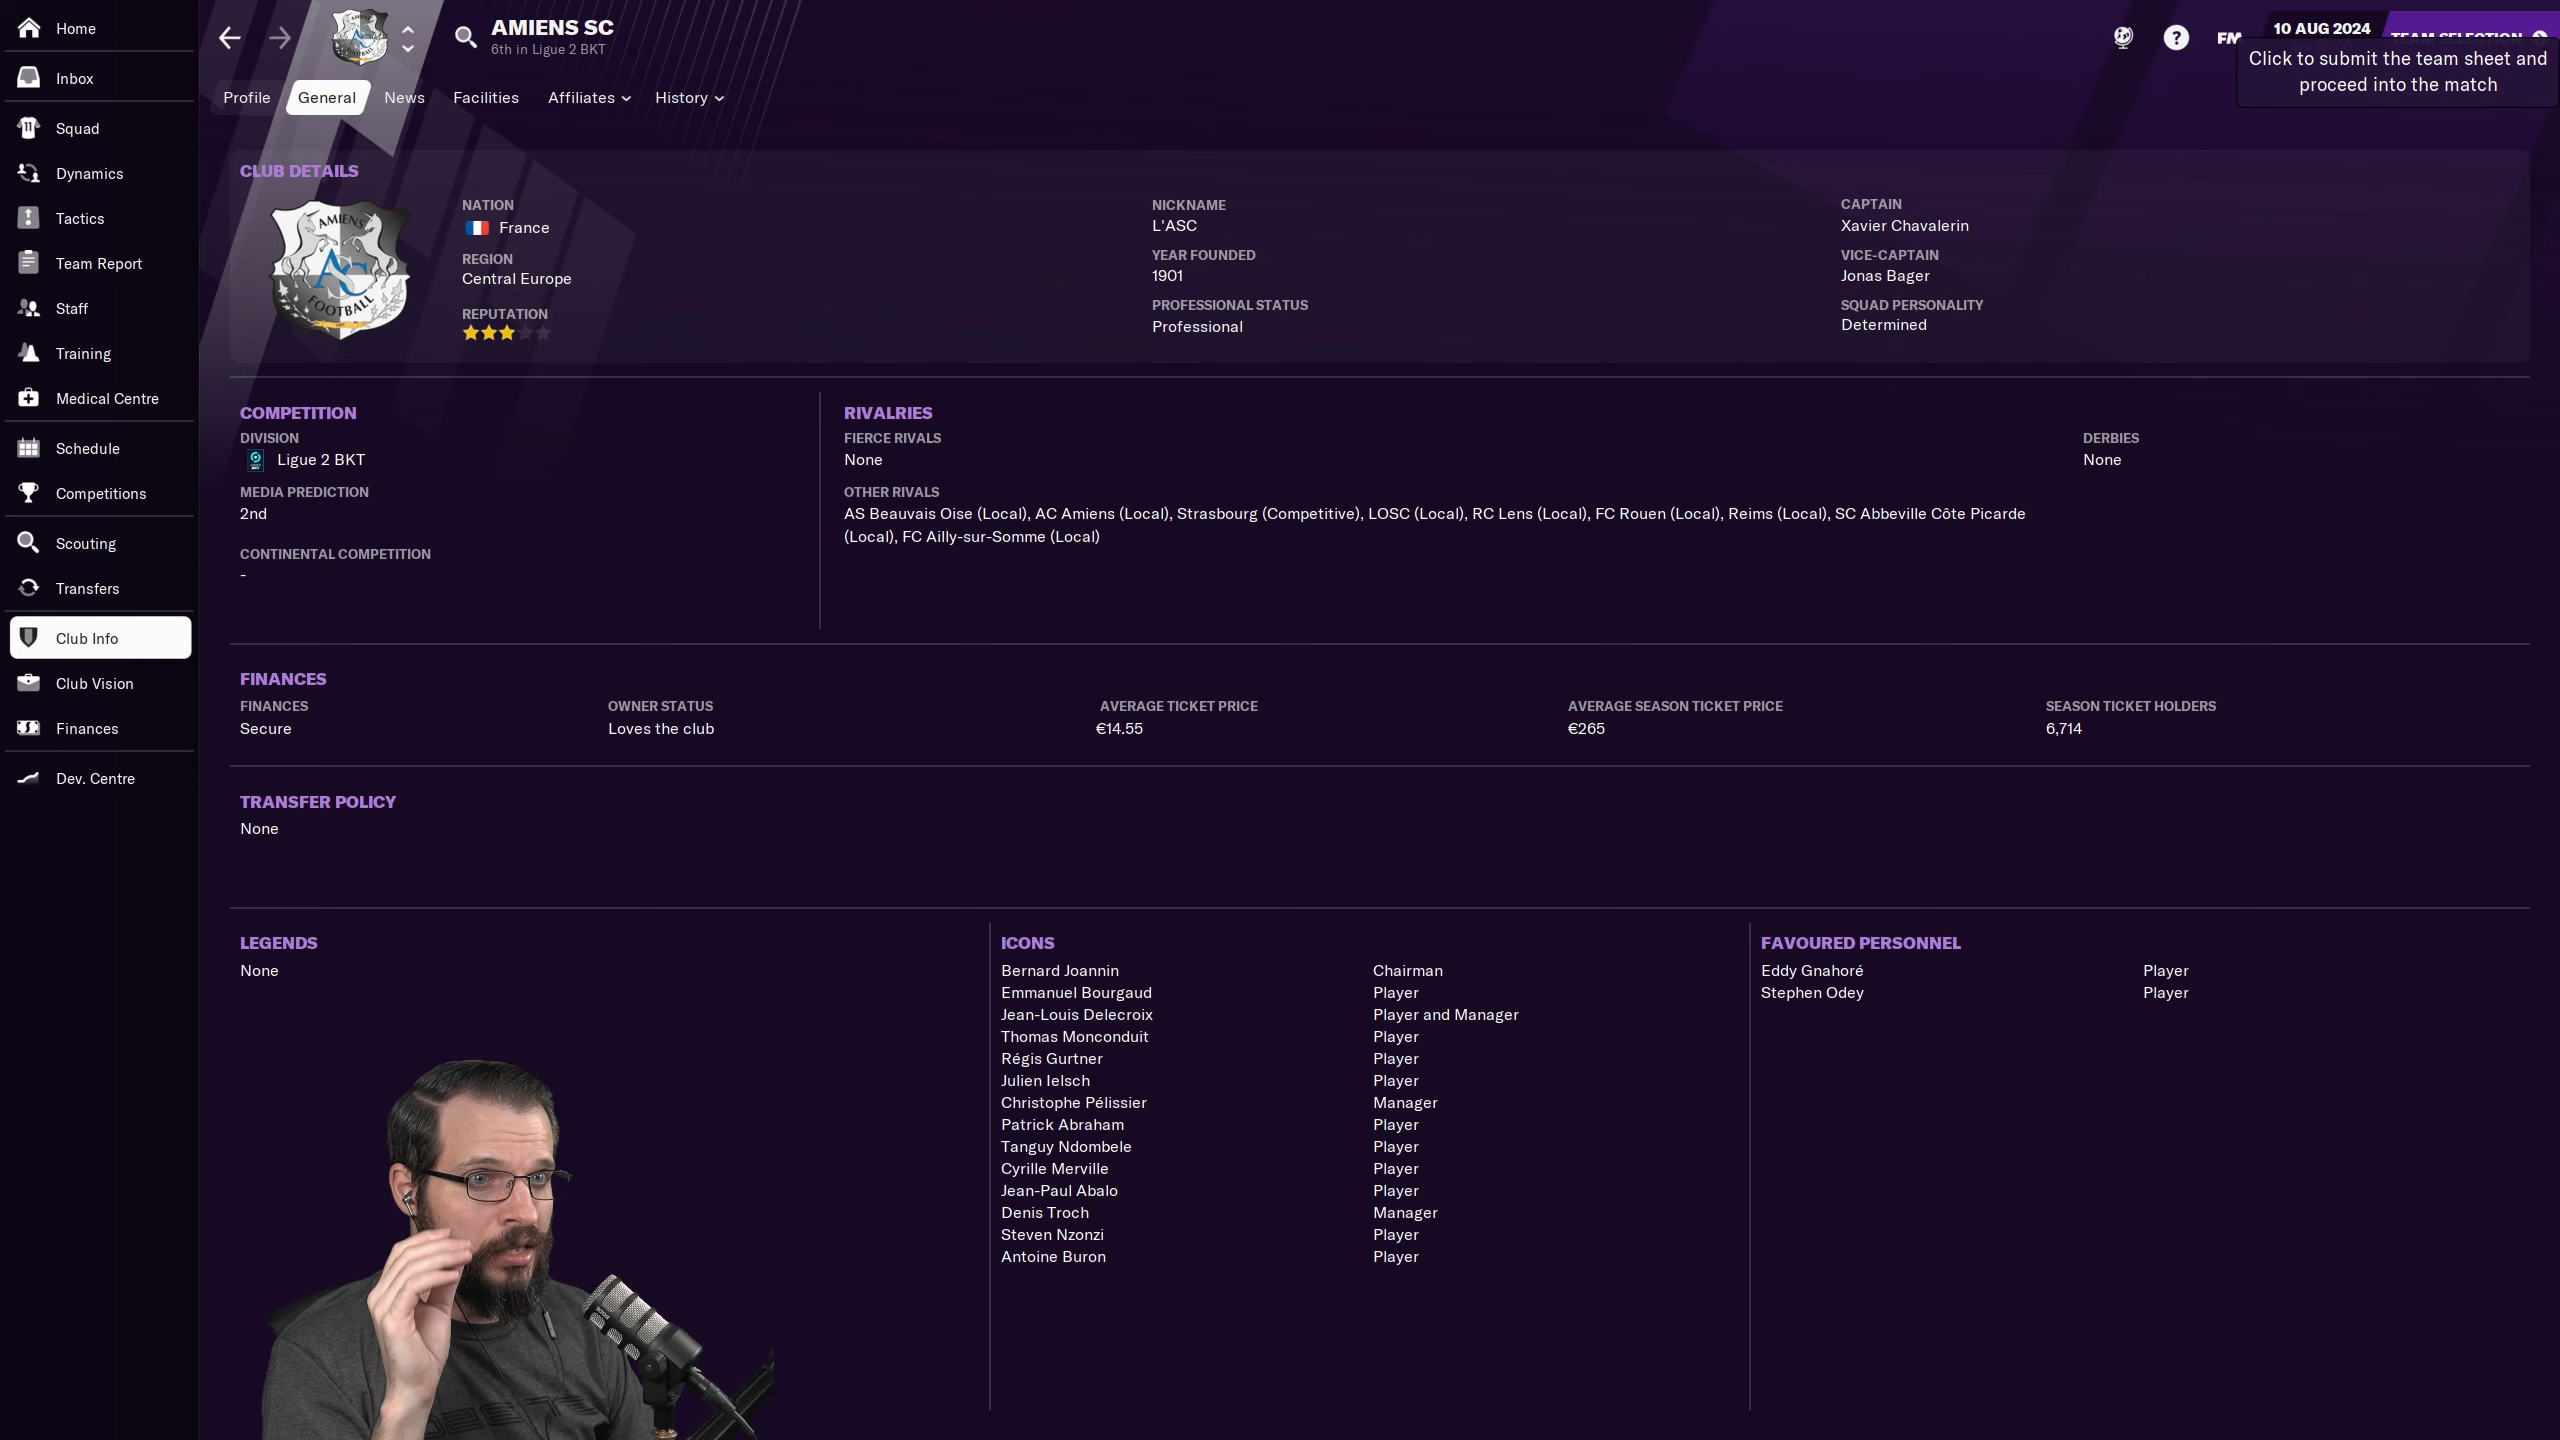 Home
Inbox
Squad
Dynamics
Tactics
Team Report
Staff
Training
Medical Centre
Schedule
Competitions
Scouting
Transfers
Club Info
Club Vision
Finances
Dev. Centre
AMIENS SC
6th in Ligue 2 BKT
FM
10 AUG 2024
TEAM SELECTION
Click to submit the team sheet and
proceed into the match
Profile
General
News
Facilities
Affiliates
History
CLUB DETAILS
AMIENS
ASC
FOOTBALL
NATION
France
REGION
Central Europe
REPUTATION
NICKNAME
L'ASC
YEAR FOUNDED
1901
PROFESSIONAL STATUS
Professional
CAPTAIN
Xavier Chavalerin
VICE-CAPTAIN
Jonas Bager
SQUAD PERSONALITY
Determined
COMPETITION
DIVISION
Ligue 2 BKT
MEDIA PREDICTION
2nd
CONTINENTAL COMPETITION
-
RIVALRIES
FIERCE RIVALS
None
DERBIES
None
OTHER RIVALS
AS Beauvais Oise (Local), AC Amiens (Local), Strasbourg (Competitive), LOSC (Local), RC Lens (Local), FC Rouen (Local), Reims (Local), SC Abbeville Côte Picarde
(Local), FC Ailly-sur-Somme (Local)
FINANCES
FINANCES
Secure
OWNER STATUS
Loves the club
AVERAGE TICKET PRICE
€14.55
AVERAGE SEASON TICKET PRICE
€265
SEASON TICKET HOLDERS
6,714
TRANSFER POLICY
None
LEGENDS
None
ICONS
Bernard Joannin Chairman
Emmanuel Bourgaud Player
Jean-Louis Delecroix Player and Manager
Thomas Monconduit Player
Régis Gurtner Player
Julien Ielsch Player
Christophe Pélissier Manager
Patrick Abraham Player
Tanguy Ndombele Player
Cyrille Merville Player
Jean-Paul Abalo Player
Denis Troch Manager
Steven Nzonzi Player
Antoine Buron Player
FAVOURED PERSONNEL
Eddy Gnahoré Player
Stephen Odey Player